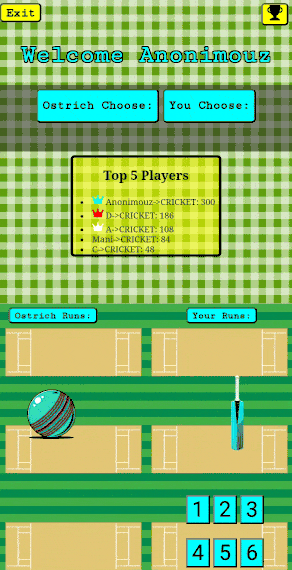 Exit
Welcome Anonimouz
Ostrich Choose:
You Choose:
Top 5 Players
Anonimouz->CRICKET: 300
D->CRICKET: 186
A->CRICKET: 108
Mani->CRICKET: 84
C->CRICKET: 48
Ostrich Runs:
Your Runs:
1 2 3
4 5 6